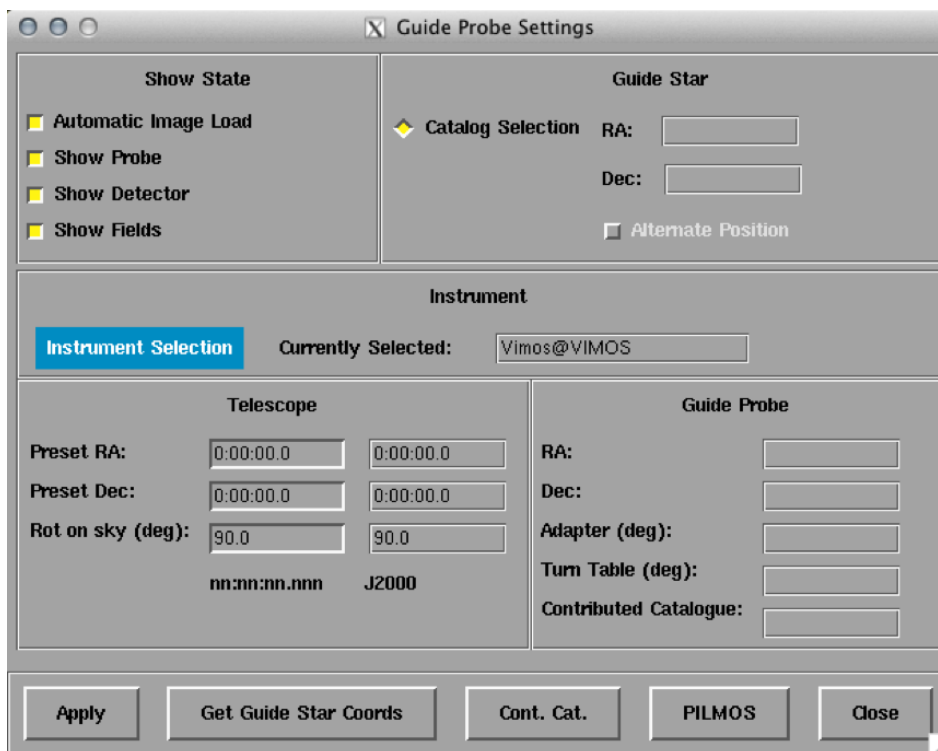 Guide Probe Settings
Show State
Automatic Image Load
Show Probe
Show Detector
Show Fields
Guide Star
Catalog Selection RA:
Dec:
Alternate Position
Instrument
Instrument Selection Currently Selected: Vimos@VIMOS
Telescope
Preset RA: 0:00:00.0 0:00:00.0
Preset Dec: 0:00:00.0 0:00:00.0
Rot on sky (deg): 90.0 90.0
nn:nn:nn.nnn J2000
Guide Probe
RA:
Dec:
Adapter (deg):
Turn Table (deg):
Contributed Catalogue:
Apply Get Guide Star Coords Cont. Cat. PILMOS Close